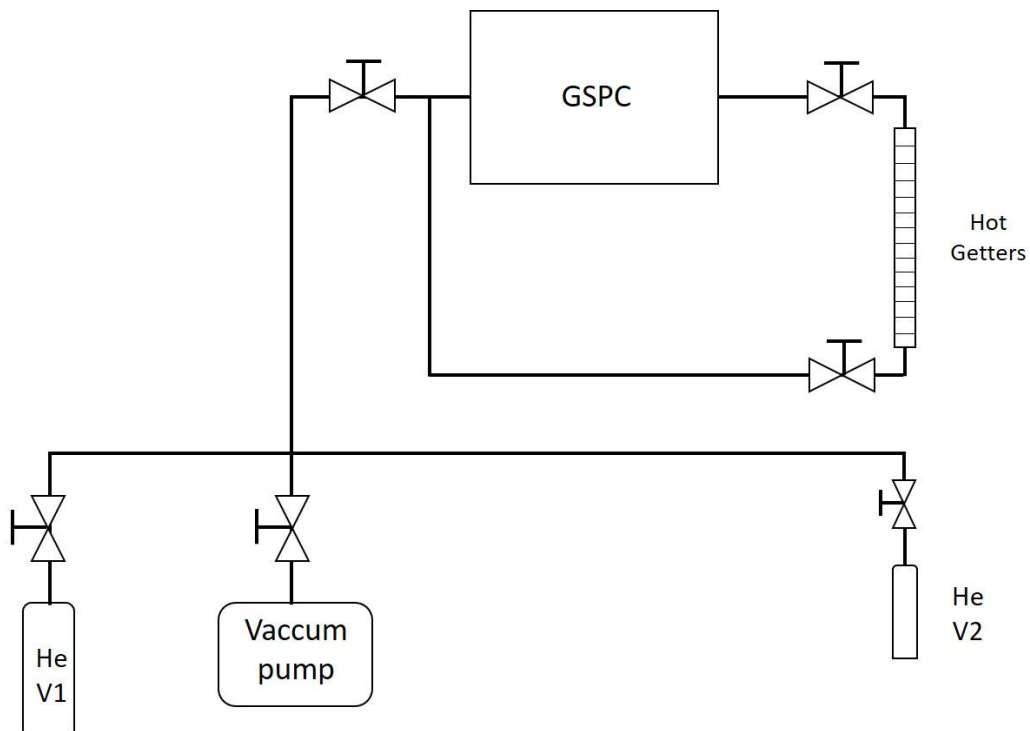 GSPC
Hot
Getters
He
V2
Vaccum
pump
He
V1